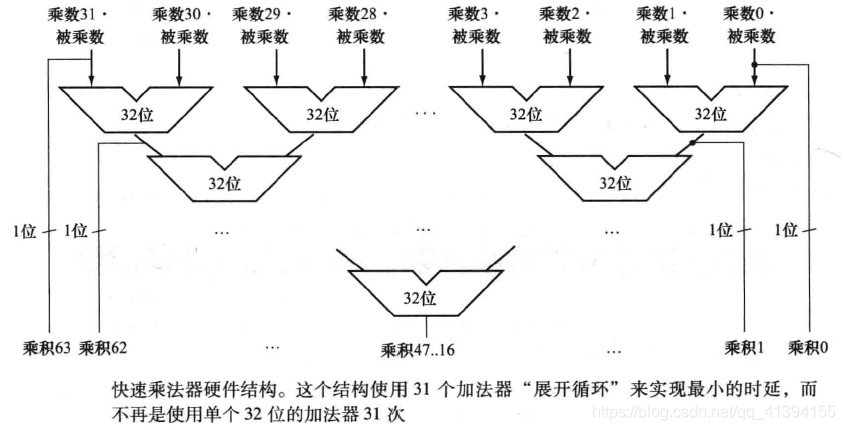 乘数31· 乘数30· 乘数29· 乘数28· 乘数3· 乘数2· 乘数1· 乘数0·
被乘数 被乘数 被乘数 被乘数 被乘数 被乘数 被乘数 被乘数
32位 32位 ... 32位 32位
32位 32位
1位 1位 ... ... ... 1位 1位
32位
乘积63 乘积62 ... 乘积47..16 ... 乘积1 乘积0
快速乘法器硬件结构。这个结构使用 31 个加法器“展开循环”来实现最小的时延，而
不再是使用单个 32 位的加法器 31 次
https://blog.csdn.net/qq_41394155